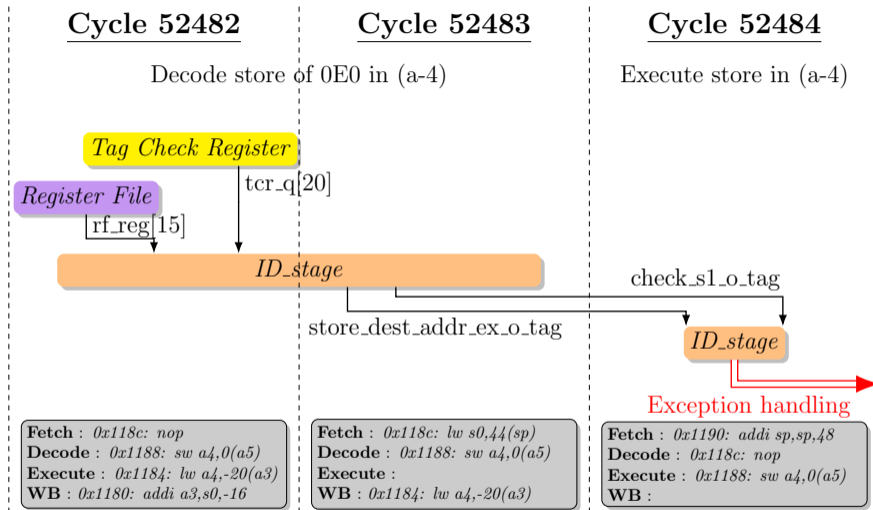 Cycle 52482
Cycle 52483
Cycle 52484
Decode store of 0E0 in (a-4)
Execute store in (a-4)
Tag Check Register
tcr_q[20]
Register File
rf_reg[15]
ID_stage
check_s1_o_tag
store_dest_addr_ex_o_tag
ID_stage
Exception handling
Fetch : 0x118c: nop
Decode : 0x1188: sw a4,0(a5)
Execute : 0x1184: lw a4,-20(a3)
WB : 0x1180: addi a3,s0,-16
Fetch : 0x118c: lw s0,44(sp)
Decode : 0x1188: sw a4,0(a5)
Execute :
WB : 0x1184: lw a4,-20(a3)
Fetch : 0x1190: addi sp,sp,48
Decode : 0x118c: nop
Execute : 0x1188: sw a4,0(a5)
WB :